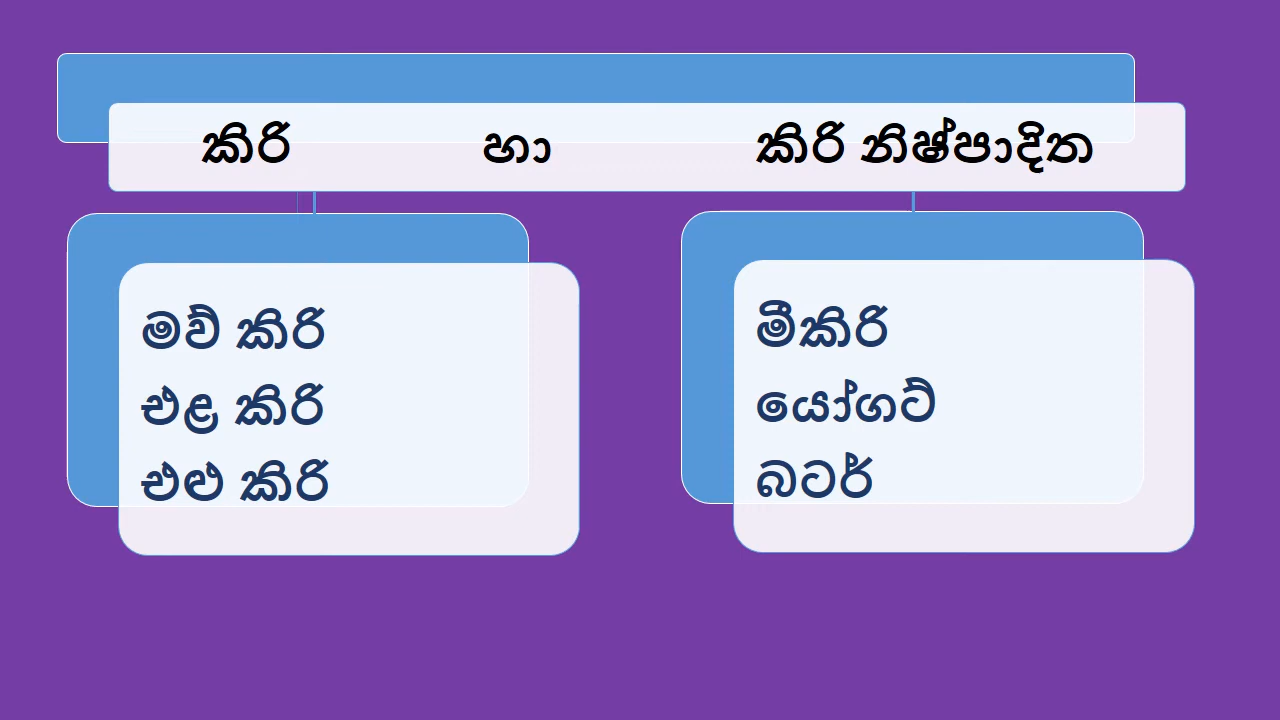 කිරි හා කිරි නිෂ්පාදිත
මව් කිරි
එළ කිරි
එළු කිරි
මීකිරි
යෝගට්
බටර්